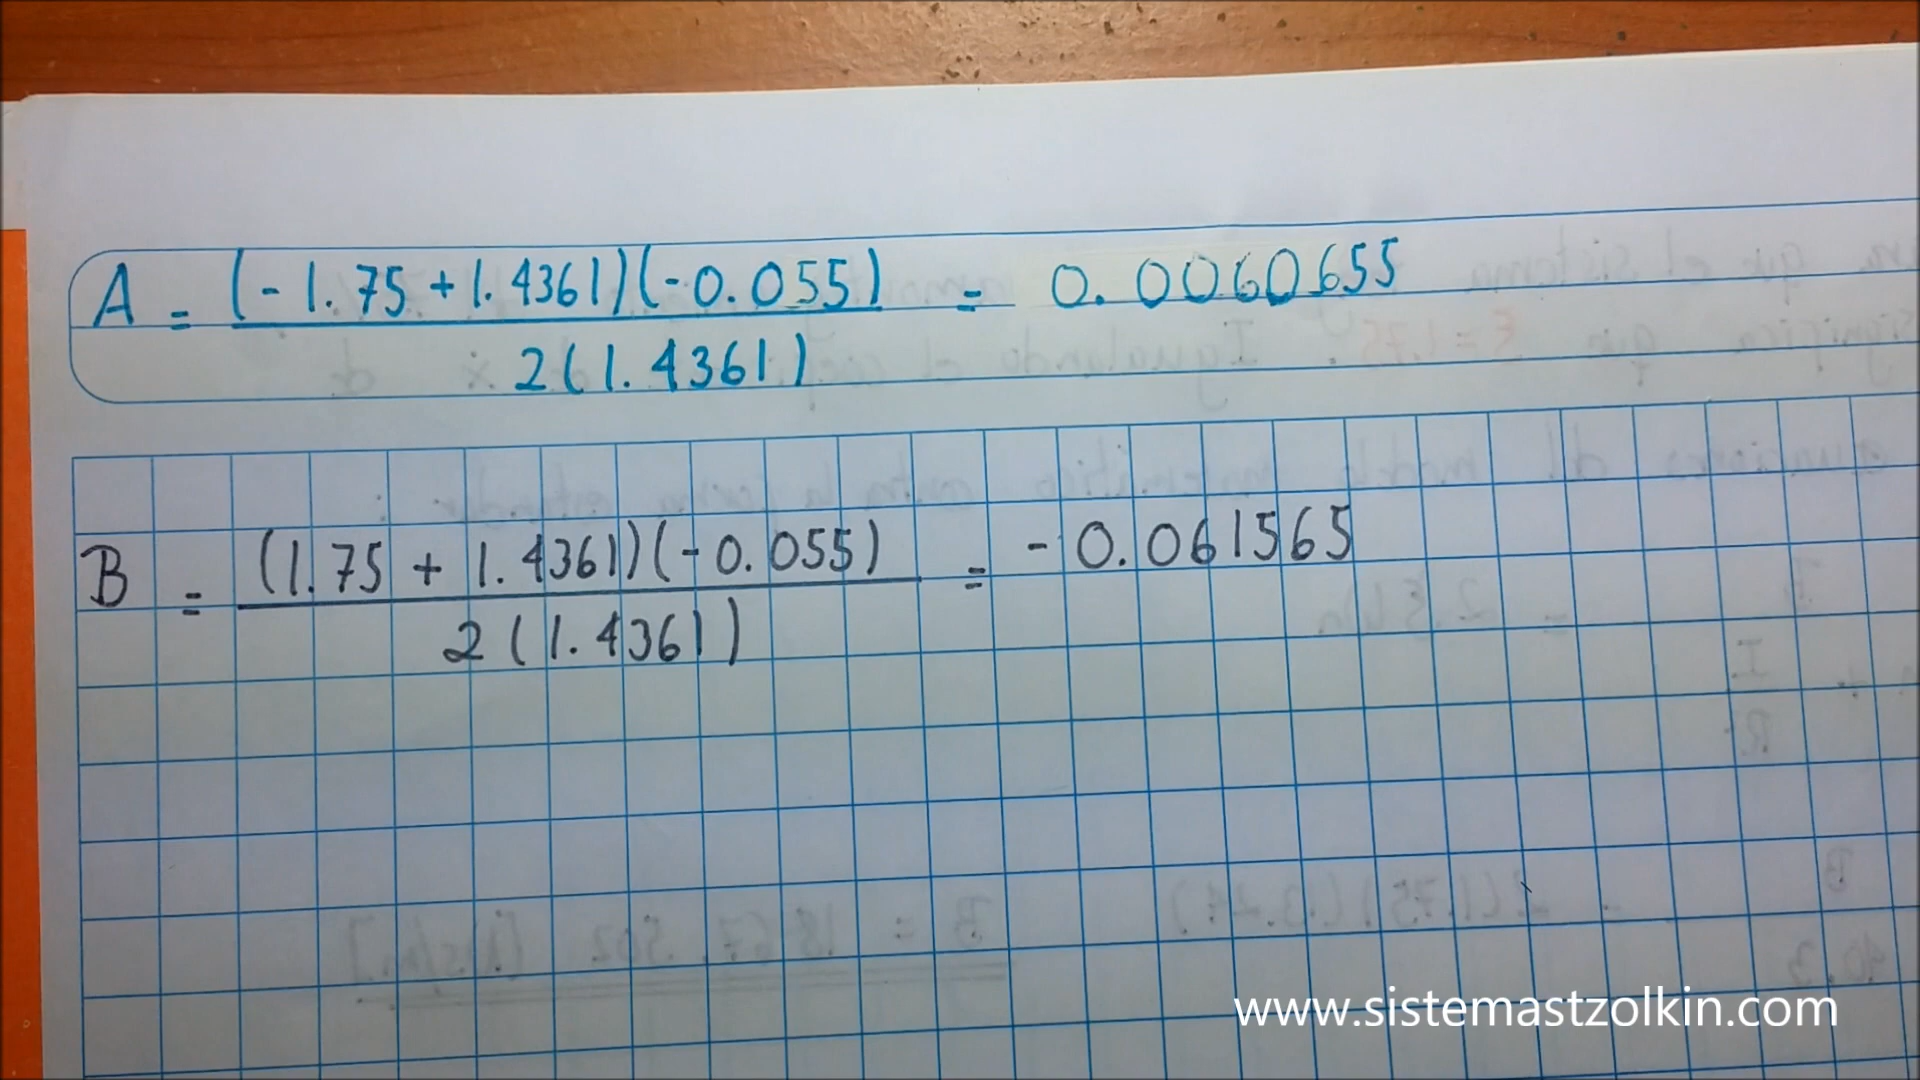 A = (-1.75 + 1.4361)(-0.055) = 0.0060655
2(1.4361)
B = (1.75 + 1.4361)(-0.055) = -0.061565
2(1.4361)
www.sistemastzolkin.com